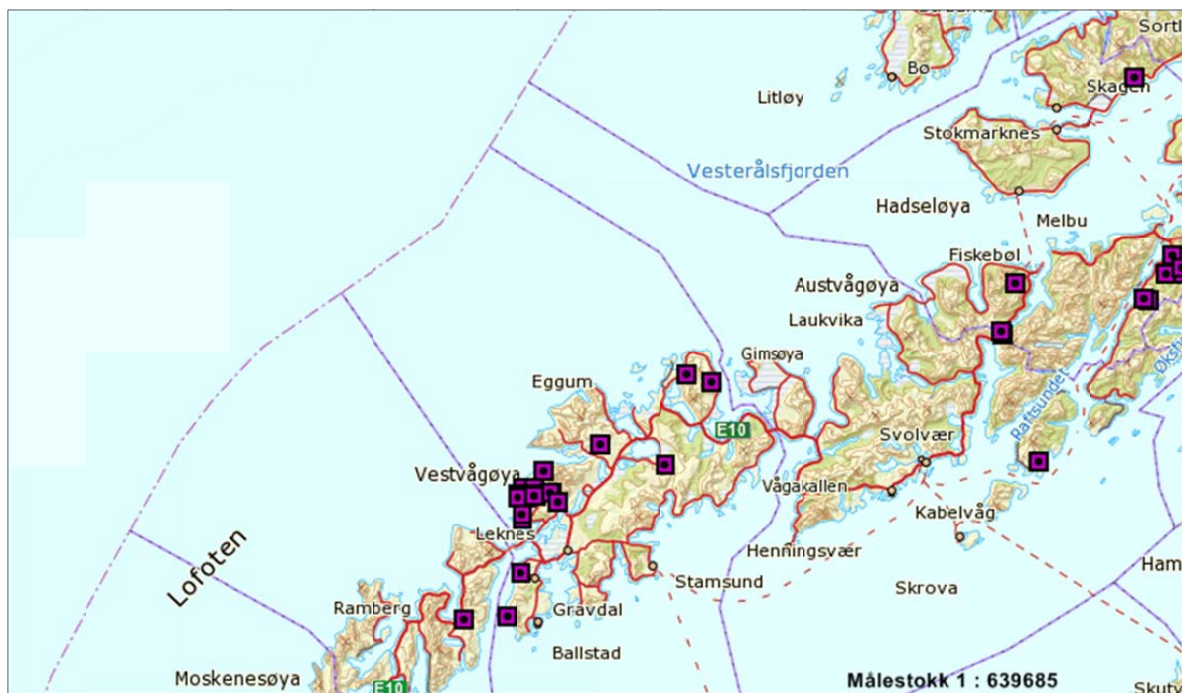 Sortl
Bø
Skagen
Litløy
Stokmarknes
Vesterålsfjorden
Hadseløya
Melbu
Fiskebøl
Austvågøya
Laukvika
Gimsøya
Eggum
Raftsundet
E10
Svolvær
Vestvågøya
Vågakallen
Kabelvåg
Leknes
Henningsvær
Lofoten
Stamsund
Skrova
Ham
Ramberg
Gravdal
Ballstad
Moskenesøya
E10
Målestokk 1 : 639685
Skutv